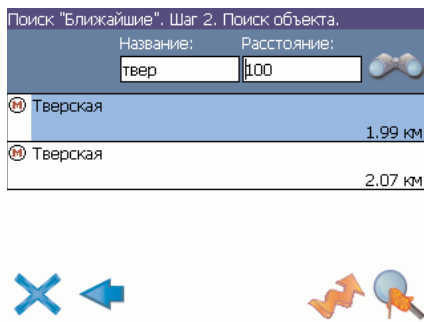 Поиск "Ближайшие". Шаг 2. Поиск объекта.
Название: Расстояние:
твер 100
М Тверская
1.99 км
М Тверская
2.07 км